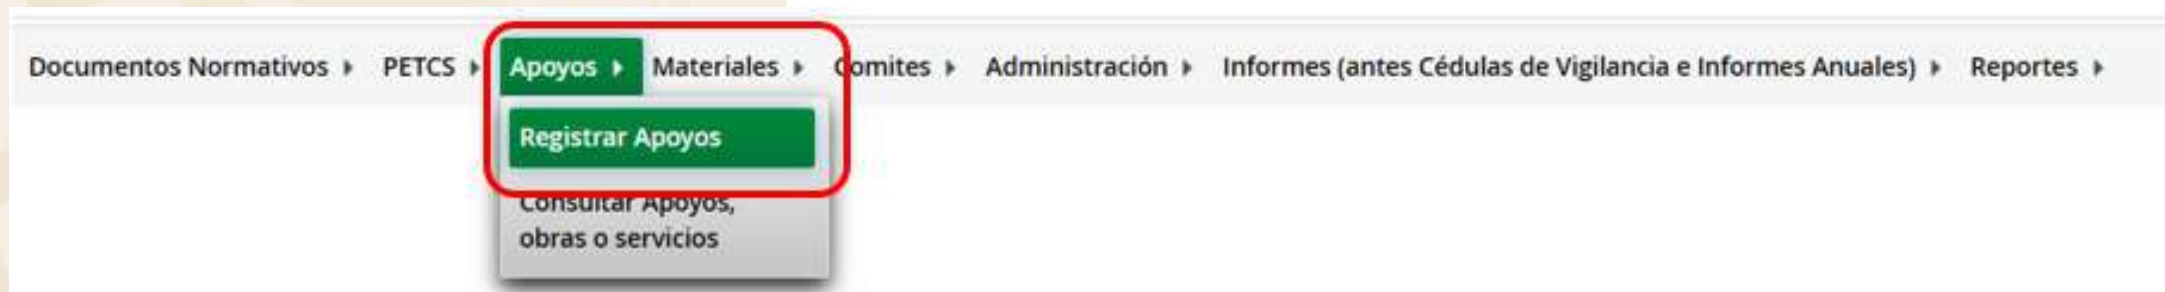 Documentos Normativos PETCS Apoyos Materiales Comites Administración Informes (antes Cédulas de Vigilancia e Informes Anuales) Reportes
Registrar Apoyos
Consultar Apoyos,
obras o servicios